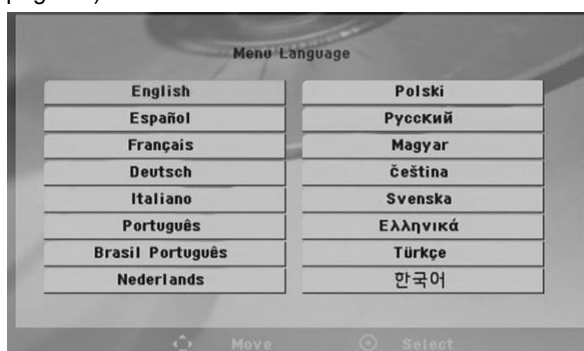 Menu Language
English
Español
Français
Deutsch
Italiano
Português
Brasil Português
Nederlands
Polski
Русский
Magyar
čeština
Svenska
Ελληνικά
Türkçe
한국어
Move Select